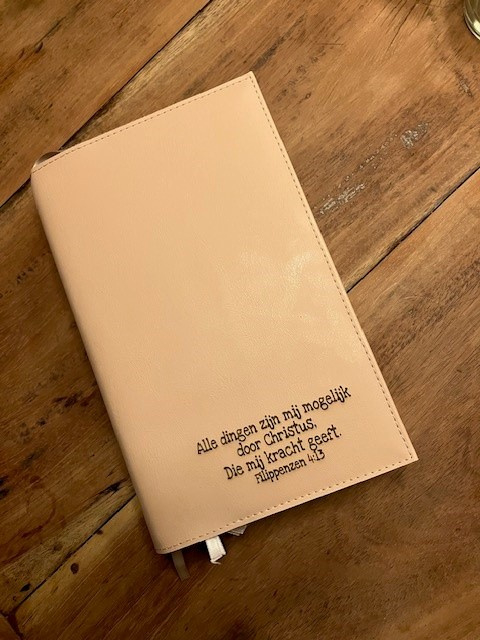 Alle dingen zijn mij mogelijk
door Christus,
Die mij kracht geeft.
Filippenzen 4:13